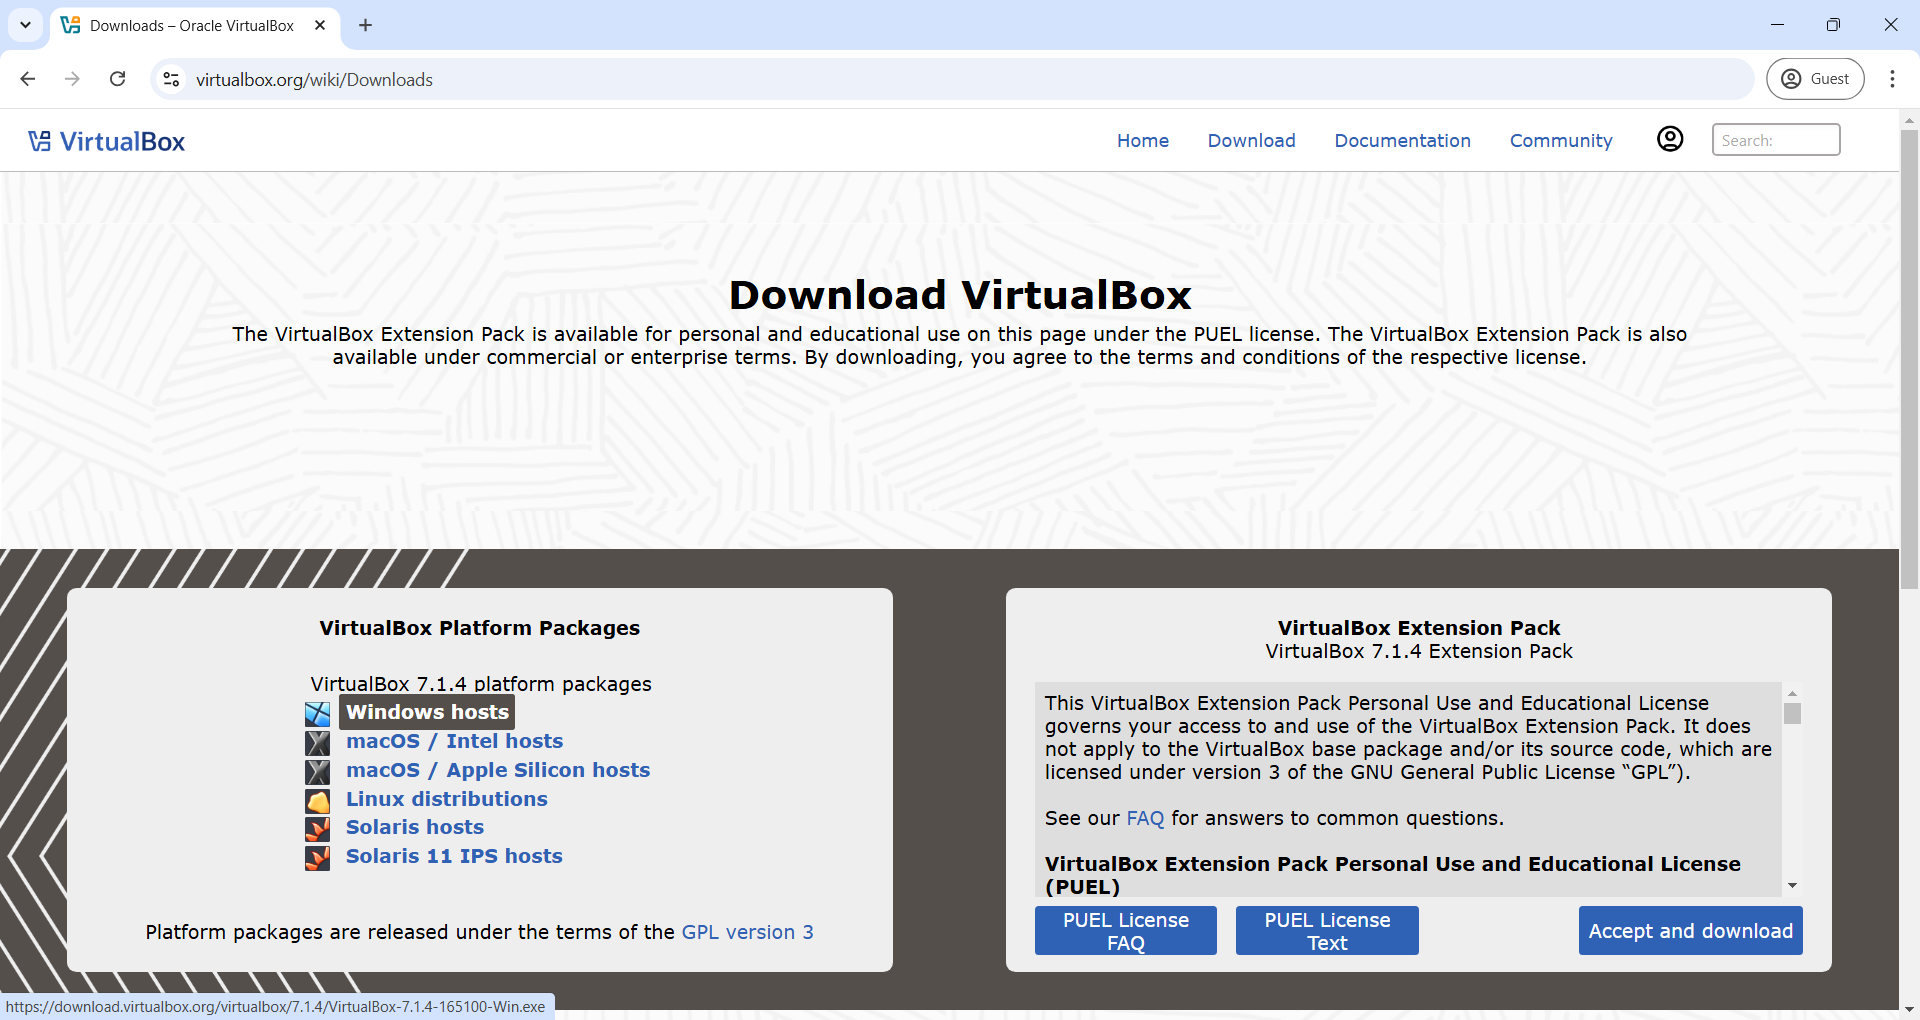 Downloads – Oracle VirtualBox
virtualbox.org/wiki/Downloads
Guest
VirtualBox
Home
Download
Documentation
Community
Search:
Download VirtualBox
The VirtualBox Extension Pack is available for personal and educational use on this page under the PUEL license. The VirtualBox Extension Pack is also
available under commercial or enterprise terms. By downloading, you agree to the terms and conditions of the respective license.
VirtualBox Platform Packages
VirtualBox 7.1.4 platform packages
Windows hosts
macOS / Intel hosts
macOS / Apple Silicon hosts
Linux distributions
Solaris hosts
Solaris 11 IPS hosts
Platform packages are released under the terms of the GPL version 3
VirtualBox Extension Pack
VirtualBox 7.1.4 Extension Pack
This VirtualBox Extension Pack Personal Use and Educational License
governs your access to and use of the VirtualBox Extension Pack. It does
not apply to the VirtualBox base package and/or its source code, which are
licensed under version 3 of the GNU General Public License “GPL”).
See our FAQ for answers to common questions.
VirtualBox Extension Pack Personal Use and Educational License
(PUEL)
PUEL License
FAQ
PUEL License
Text
Accept and download
https://download.virtualbox.org/virtualbox/7.1.4/VirtualBox-7.1.4-165100-Win.exe